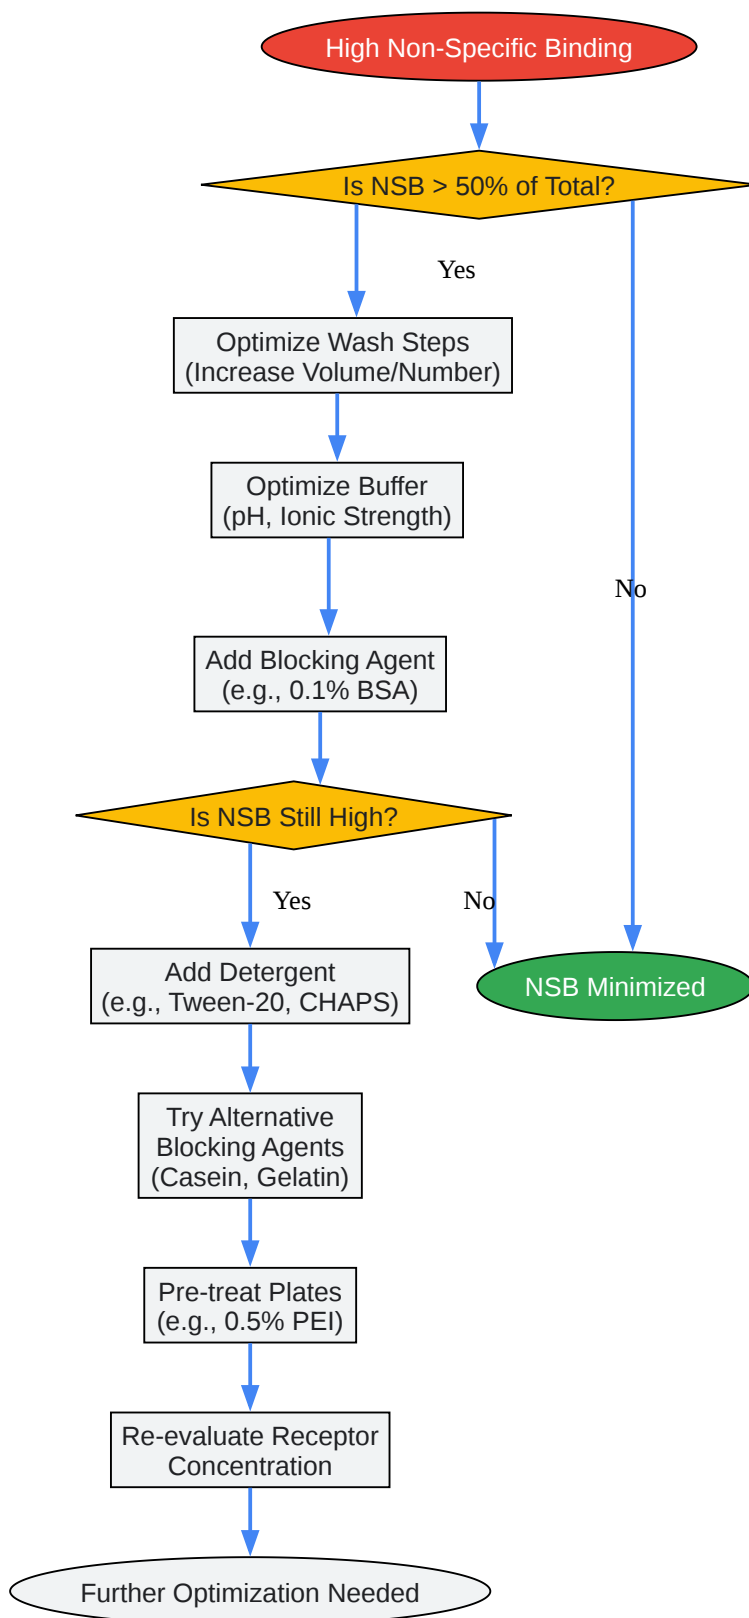 High Non-Specific Binding
Is NSB > 50% of Total?
Yes
Optimize Wash Steps
(Increase Volume/Number)
Optimize Buffer
(pH, Ionic Strength)
No
Add Blocking Agent
(e.g., 0.1% BSA)
Is NSB Still High?
Yes
No
Add Detergent
(e.g., Tween-20, CHAPS)
NSB Minimized
Try Alternative
Blocking Agents
(Casein, Gelatin)
Pre-treat Plates
(e.g., 0.5% PEI)
Re-evaluate Receptor
Concentration
Further Optimization Needed